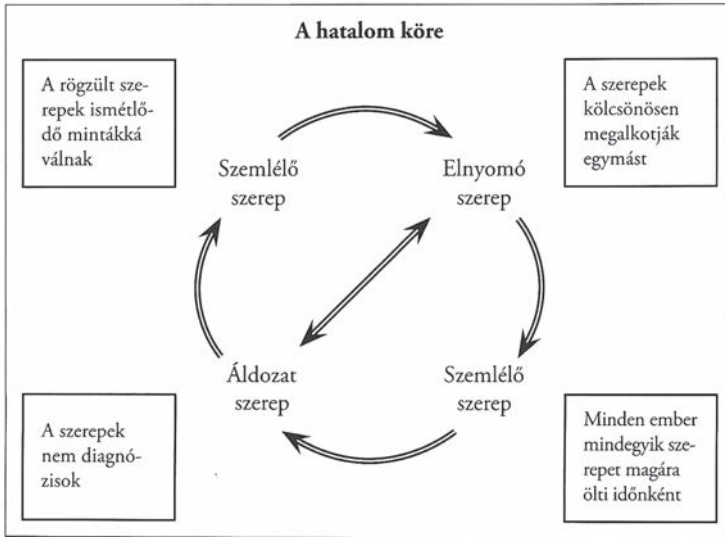 A hatalom köre
A rögzült sze-
repek ismétlő-
dő mintákká
válnak
A szerepek
kölcsönösen
megalkotják
egymást
Szemlélő
szerep
Elnyomó
szerep
Áldozat
szerep
Szemlélő
szerep
A szerepek
nem diagnó-
zisok
Minden ember
mindegyik sze-
repet magára
ölti időnként